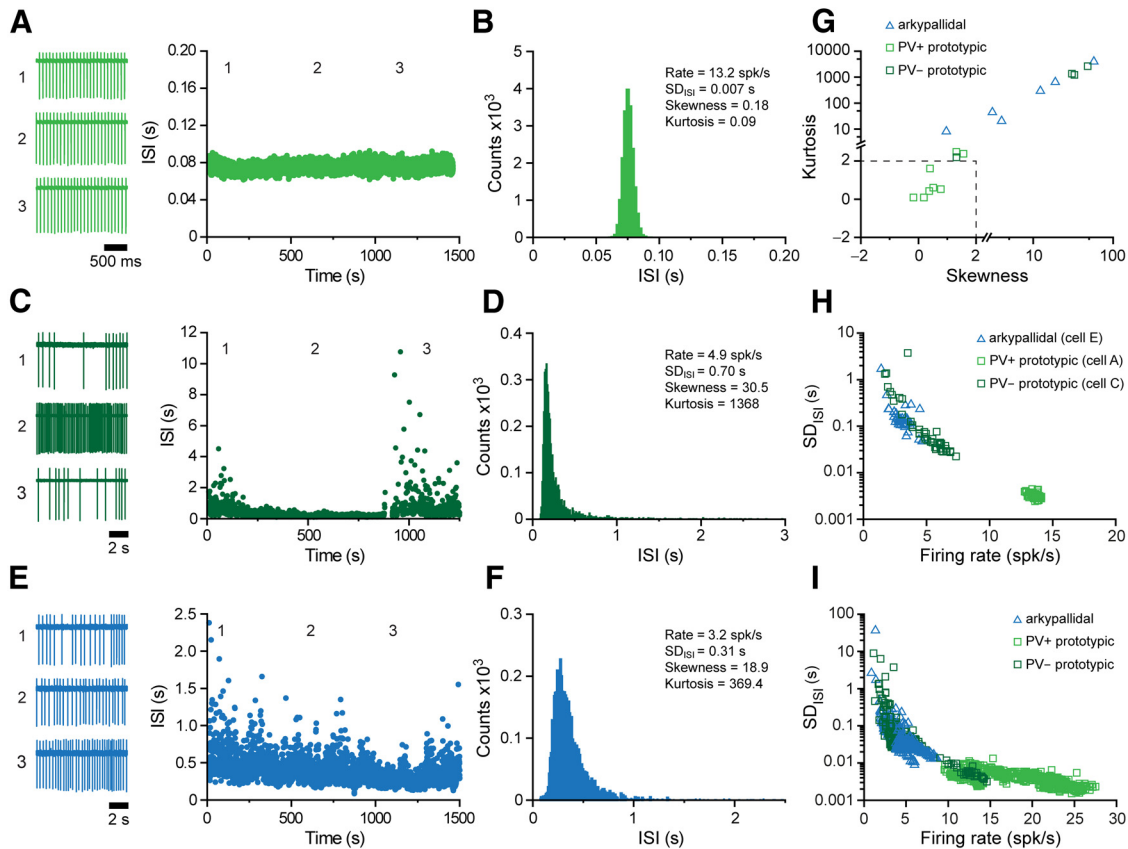 A
1
2
3
500 ms
ISI (s)
0.20
0.16
0.12
0.08
0.04
0
1 2 3
0 500 1000 1500
Time (s)
B
Counts x10³
5
4
3
2
1
0
Rate = 13.2 spk/s
SD_ISI = 0.007 s
Skewness = 0.18
Kurtosis = 0.09
0 0.05 0.10 0.15 0.20
ISI (s)
G
arkypallidal
PV+ prototypic
PV− prototypic
Kurtosis
10000
1000
100
10
2
0
−2
−2 0 2 10 100
Skewness
C
1
2
3
2 s
ISI (s)
12
10
8
6
4
2
0
1 2 3
0 500 1000
Time (s)
D
Counts x10³
0.4
0.3
0.2
0.1
0
Rate = 4.9 spk/s
SD_ISI = 0.70 s
Skewness = 30.5
Kurtosis = 1368
0 1 2 3
ISI (s)
H
arkypallidal (cell E)
PV+ prototypic (cell A)
PV− prototypic (cell C)
SD_ISI (s)
10
1
0.1
0.01
0.001
0 5 10 15 20
Firing rate (spk/s)
E
1
2
3
2 s
ISI (s)
2.5
2.0
1.5
1.0
0.5
0
1 2 3
0 500 1000 1500
Time (s)
F
Counts x10³
0.3
0.2
0.1
0
Rate = 3.2 spk/s
SD_ISI = 0.31 s
Skewness = 18.9
Kurtosis = 369.4
0 1 2
ISI (s)
I
arkypallidal
PV+ prototypic
PV− prototypic
SD_ISI (s)
100
10
1
0.1
0.01
0.001
0 5 10 15 20 25 30
Firing rate (spk/s)